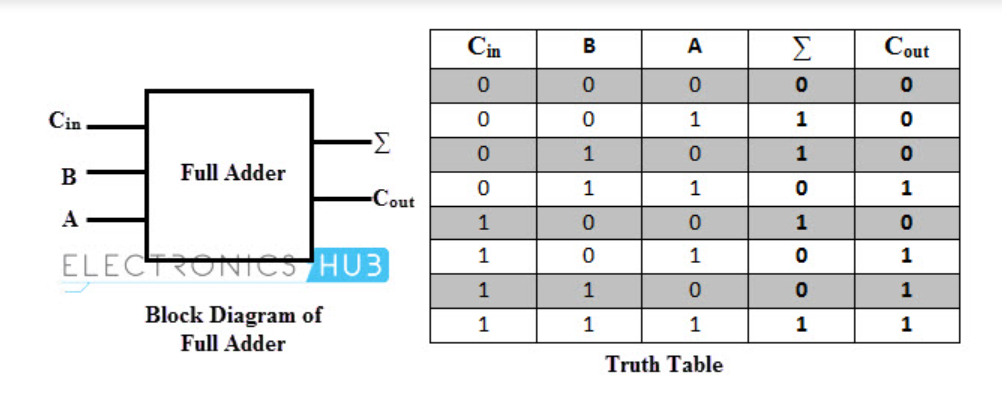 Cin
B
A
Full Adder
Σ
Cout
ELECTRONICS HUB
Block Diagram of
Full Adder
Cin B A Σ Cout
0 0 0 0 0
0 0 1 1 0
0 1 0 1 0
0 1 1 0 1
1 0 0 1 0
1 0 1 0 1
1 1 0 0 1
1 1 1 1 1
Truth Table